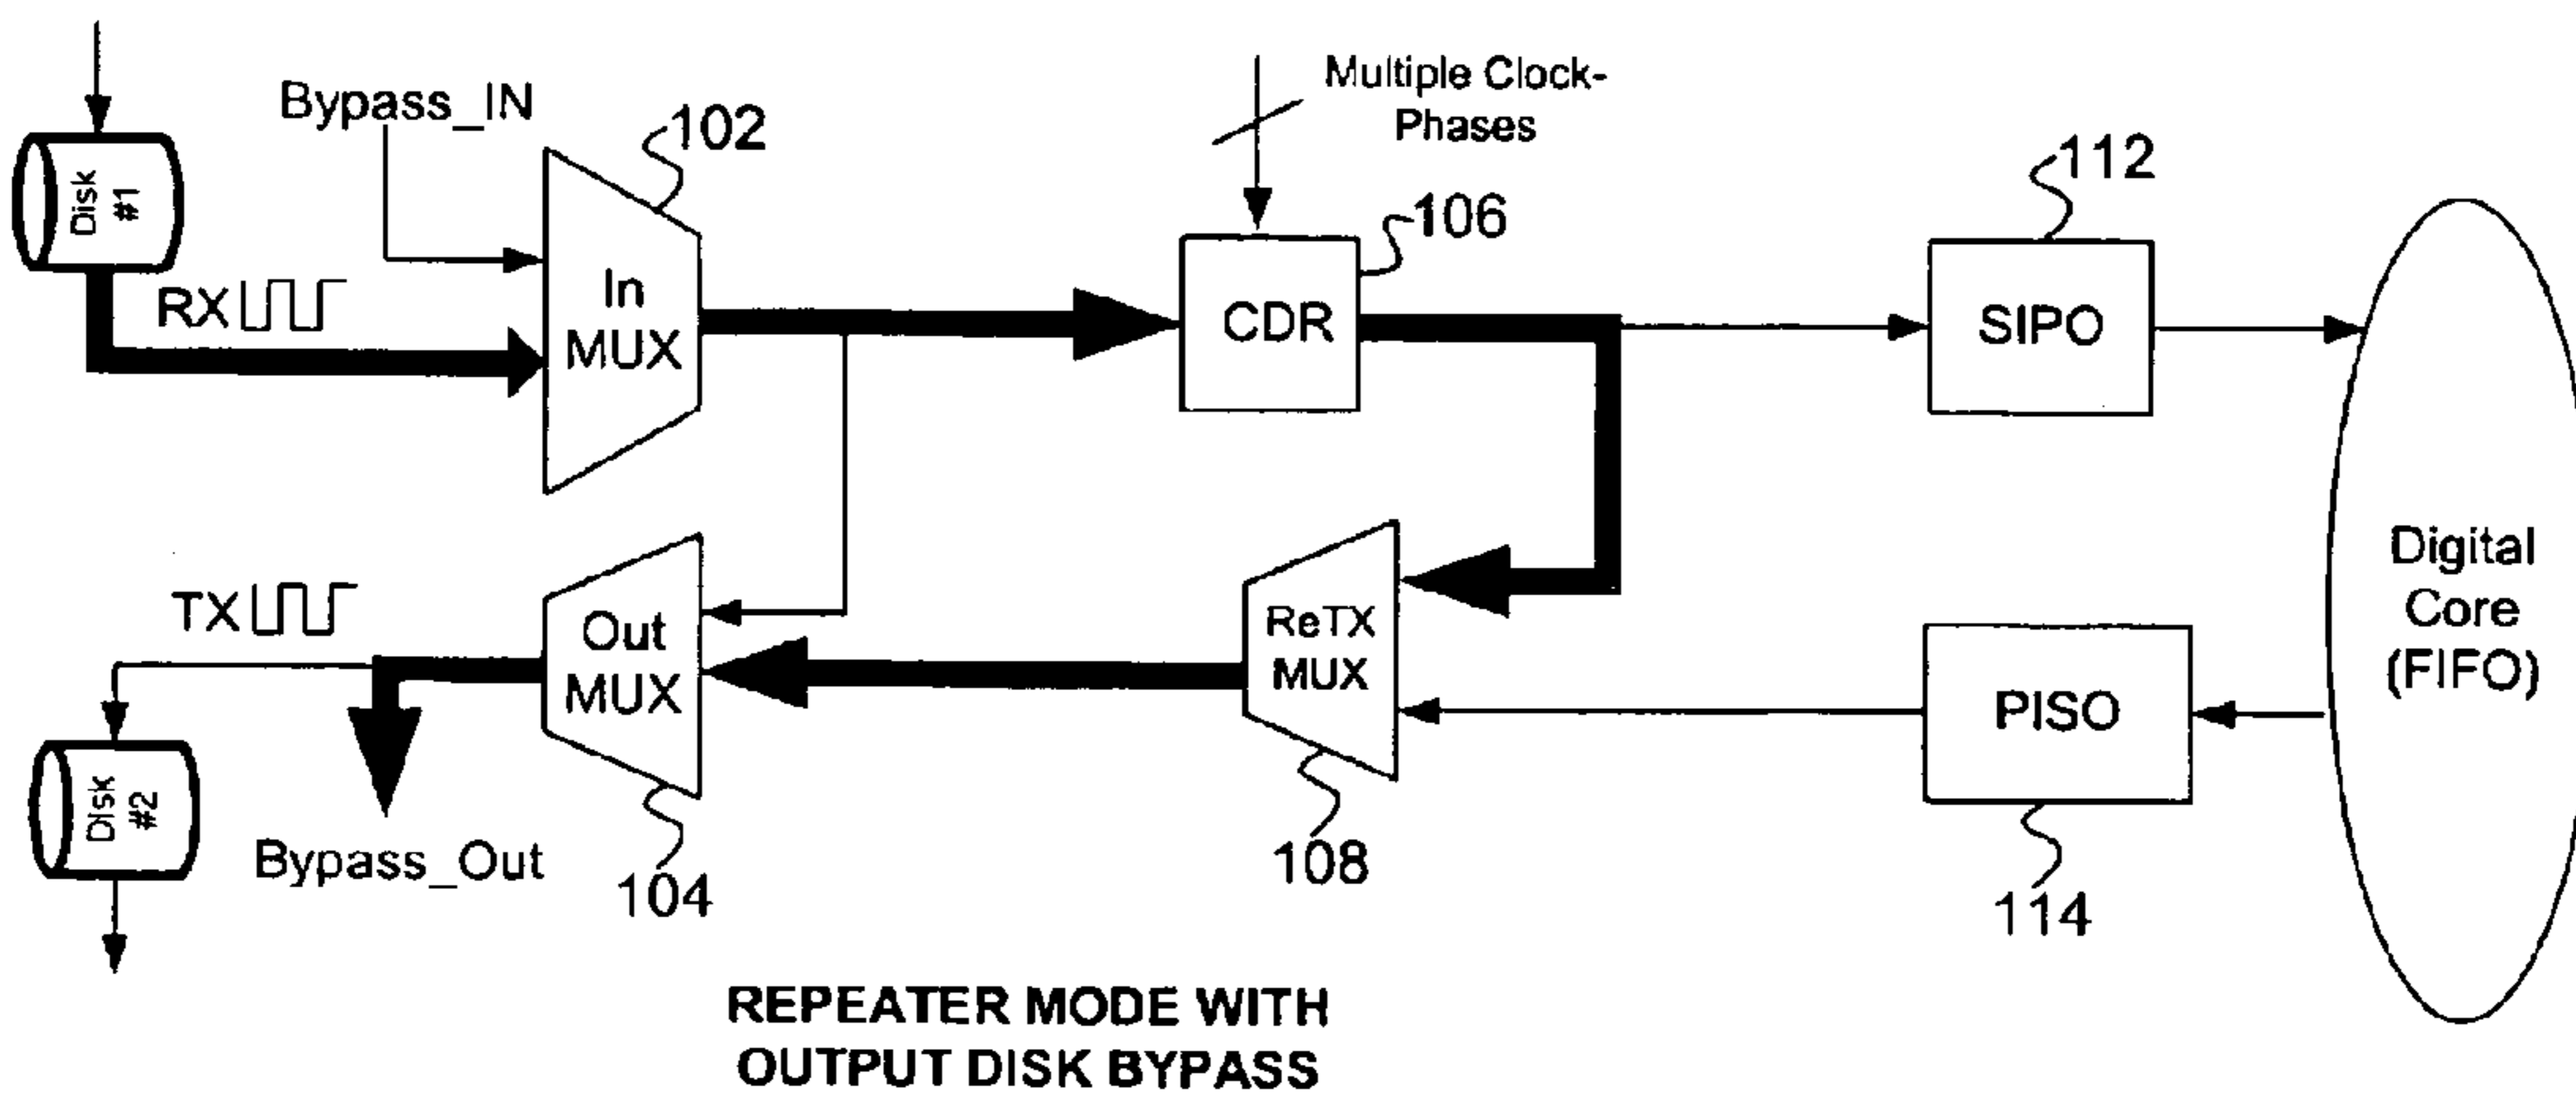 Bypass_IN
102
Multiple Clock-
Phases
112
Disk
#1
106
RX
In
MUX
CDR
SIPO
Digital
Core
(FIFO)
TX
Out
MUX
ReTX
MUX
PISO
Disk
#2
Bypass_Out
104
108
114
REPEATER MODE WITH
OUTPUT DISK BYPASS